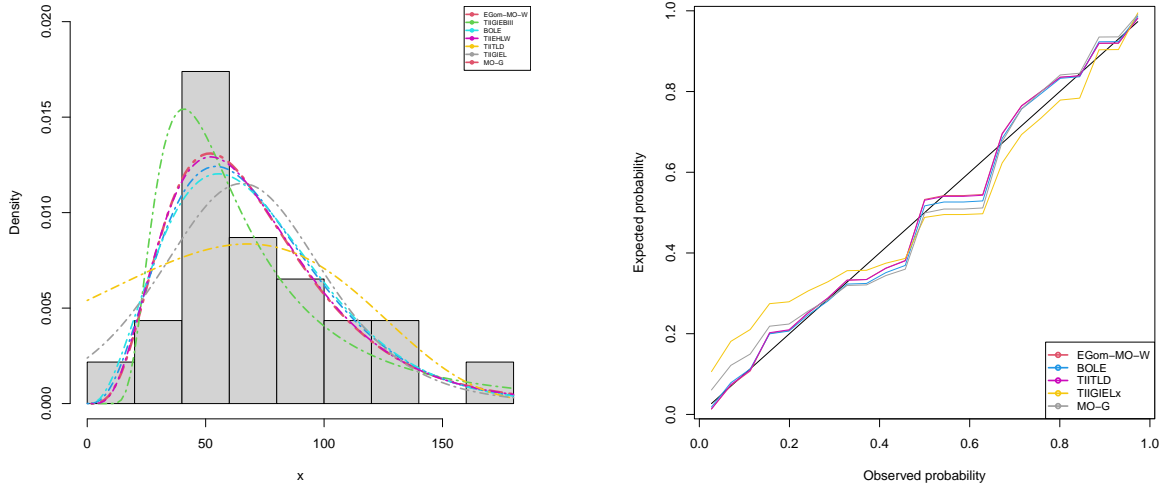 0.020
0.015
0.010
0.005
0.000
Density
0
50
100
150
x
EGom−MO−W
TIIGIEBIII
BOLE
TIIEHLW
TIITLD
TIIGIEL
MO−G
1.0
0.8
0.6
0.4
0.2
0.0
Expected probability
0.0
0.2
0.4
0.6
0.8
1.0
Observed probability
EGom−MO−W
BOLE
TIITLD
TIIGIELx
MO−G